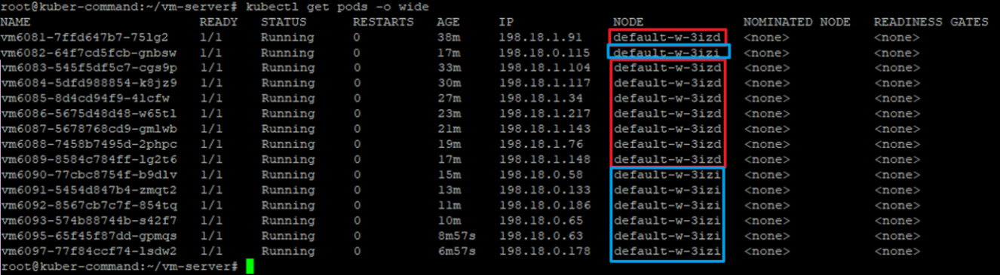 root@kuber-command:~/vm-server# kubectl get pods -o wide
NAME READY STATUS RESTARTS AGE IP NODE NOMINATED NODE READINESS GATES
vm6081-7ffd647b7-75lg2 1/1 Running 0 38m 198.18.1.91 default-w-3izd <none> <none>
vm6082-64f7cd5fcb-gnbsw 1/1 Running 0 17m 198.18.0.115 default-w-3izi <none> <none>
vm6083-545f5df5c7-cgs9p 1/1 Running 0 33m 198.18.1.104 default-w-3izd <none> <none>
vm6084-5dfd988854-k8jz9 1/1 Running 0 30m 198.18.1.117 default-w-3izd <none> <none>
vm6085-8d4cd94f9-4lcfw 1/1 Running 0 27m 198.18.1.34 default-w-3izd <none> <none>
vm6086-5675d48d48-w65tl 1/1 Running 0 23m 198.18.1.217 default-w-3izd <none> <none>
vm6087-5678768cd9-gmlwb 1/1 Running 0 21m 198.18.1.143 default-w-3izd <none> <none>
vm6088-7458b7495d-2phpc 1/1 Running 0 19m 198.18.1.76 default-w-3izd <none> <none>
vm6089-8584c784ff-lg2t6 1/1 Running 0 17m 198.18.1.148 default-w-3izd <none> <none>
vm6090-77cbc8754f-b9dlv 1/1 Running 0 15m 198.18.0.58 default-w-3izi <none> <none>
vm6091-5454d847b4-zmqt2 1/1 Running 0 13m 198.18.0.133 default-w-3izi <none> <none>
vm6092-8567cb7c7f-854tq 1/1 Running 0 11m 198.18.0.186 default-w-3izi <none> <none>
vm6093-574b88744b-s42f7 1/1 Running 0 10m 198.18.0.65 default-w-3izi <none> <none>
vm6095-65f45f87dd-gpmqs 1/1 Running 0 8m57s 198.18.0.63 default-w-3izi <none> <none>
vm6097-77f84ccf74-lsdw2 1/1 Running 0 6m57s 198.18.0.178 default-w-3izi <none> <none>
root@kuber-command:~/vm-server#